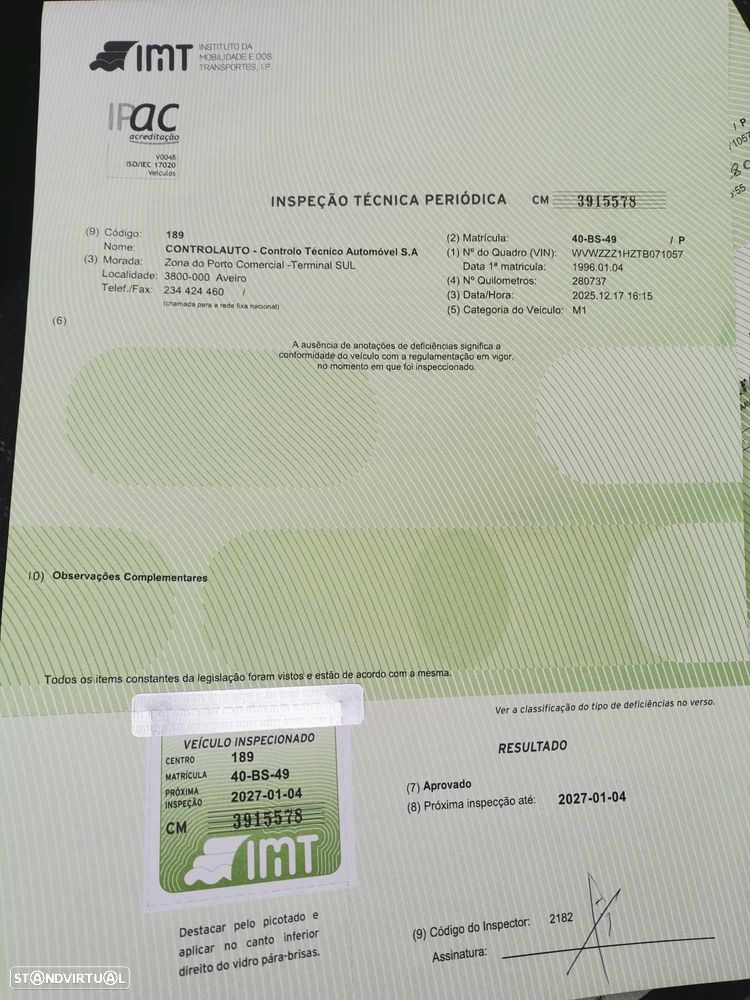 IMT INSTITUTO DA
MOBILIDADE E DOS
TRANSPORTES, I.P.
IPAC
acreditação
V0048
ISO/IEC 17020
Veículos
INSPEÇÃO TÉCNICA PERIÓDICA CM 3915578
(9) Código: 189
Nome: CONTROLAUTO - Controlo Técnico Automóvel S.A
(3) Morada: Zona do Porto Comercial -Terminal SUL
Localidade: 3800-000 Aveiro
Telef./Fax: 234 424 460 /
(chamada para a rede fixa nacional)
(2) Matrícula: 40-BS-49 / P
(1) Nº do Quadro (VIN): WVWZZZ1HZTB071057
Data 1ª matricula: 1996.01.04
(4) Nº Quilometros: 280737
(3) Data/Hora: 2025.12.17 16:15
(5) Categoria do Veiculo: M1
(6)
A ausência de anotações de deficiências significa a
conformidade do veículo com a regulamentação em vigor,
no momento em que foi inspeccionado.
10) Observações Complementares
Todos os items constantes da legislação foram vistos e estão de acordo com a mesma.
Ver a classificação do tipo de deficiências no verso.
VEÍCULO INSPECIONADO
CENTRO 189
MATRÍCULA 40-BS-49
PRÓXIMA
INSPEÇÃO 2027-01-04
CM 3915578
IMT
RESULTADO
(7) Aprovado
(8) Próxima inspecção até: 2027-01-04
Destacar pelo picotado e
aplicar no canto inferior
direito do vidro pára-brisas.
(9) Código do Inspector: 2182
Assinatura:
STANDVIRTUAL